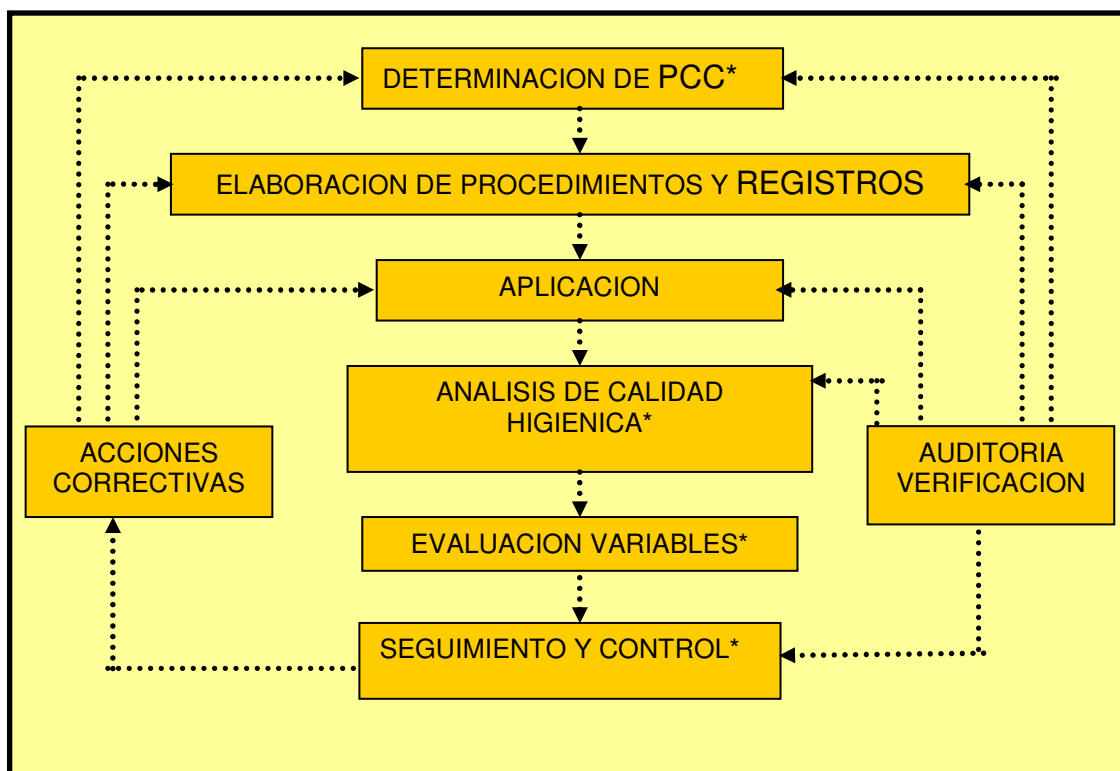 DETERMINACION DE PCC*
ELABORACION DE PROCEDIMIENTOS Y REGISTROS
APLICACION
ANALISIS DE CALIDAD
HIGIENICA*
ACCIONES
CORRECTIVAS
AUDITORIA
VERIFICACION
EVALUACION VARIABLES*
SEGUIMIENTO Y CONTROL*